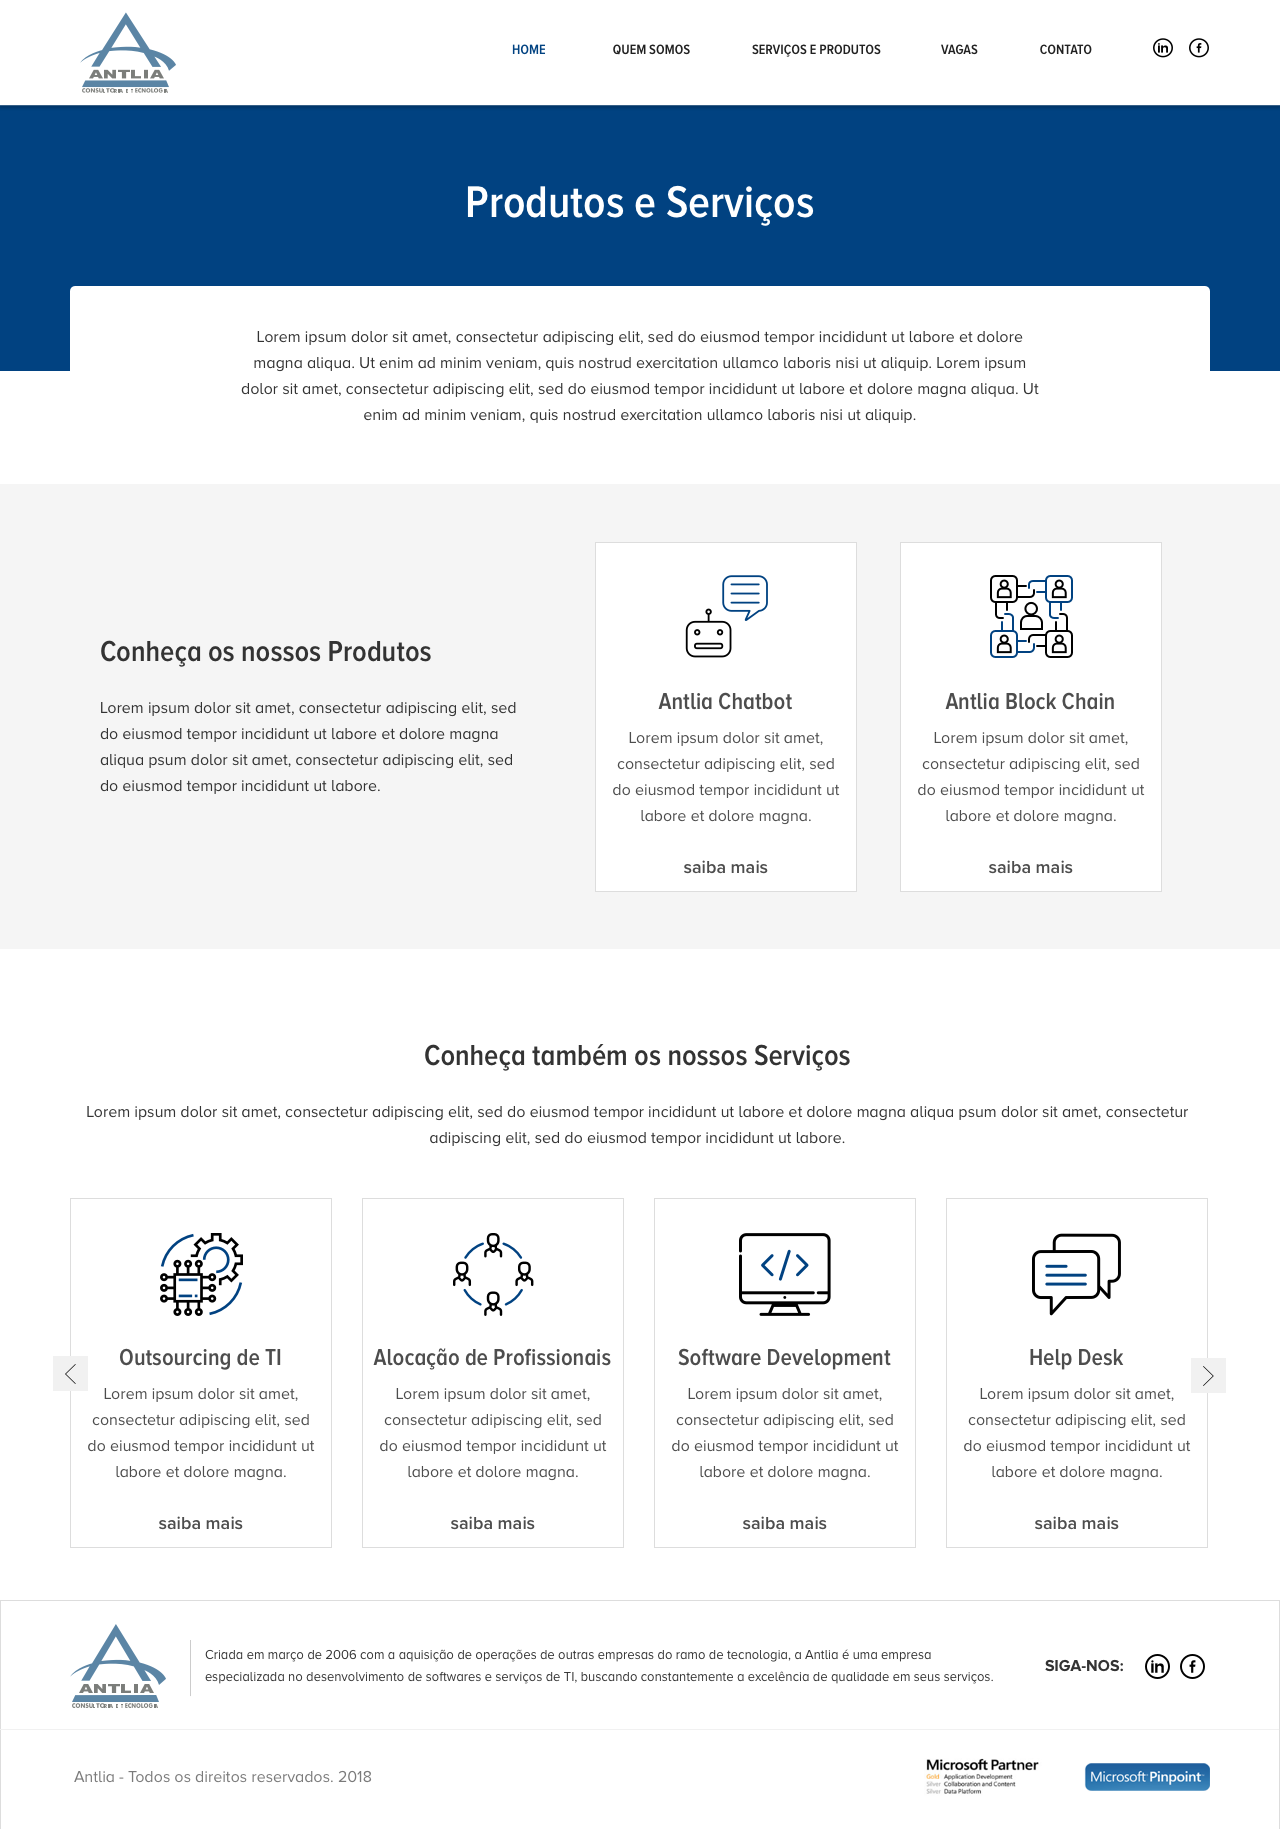 ANTLIA
CONSULTORIA E TECNOLOGIA
HOME
QUEM SOMOS
SERVIÇOS E PRODUTOS
VAGAS
CONTATO
Produtos e Serviços
Lorem ipsum dolor sit amet, consectetur adipiscing elit, sed do eiusmod tempor incididunt ut labore et dolore
magna aliqua. Ut enim ad minim veniam, quis nostrud exercitation ullamco laboris nisi ut aliquip. Lorem ipsum
dolor sit amet, consectetur adipiscing elit, sed do eiusmod tempor incididunt ut labore et dolore magna aliqua. Ut
enim ad minim veniam, quis nostrud exercitation ullamco laboris nisi ut aliquip.
Conheça os nossos Produtos
Lorem ipsum dolor sit amet, consectetur adipiscing elit, sed
do eiusmod tempor incididunt ut labore et dolore magna
aliqua psum dolor sit amet, consectetur adipiscing elit, sed
do eiusmod tempor incididunt ut labore.
Antlia Chatbot
Lorem ipsum dolor sit amet,
consectetur adipiscing elit, sed
do eiusmod tempor incididunt ut
labore et dolore magna.
saiba mais
Antlia Block Chain
Lorem ipsum dolor sit amet,
consectetur adipiscing elit, sed
do eiusmod tempor incididunt ut
labore et dolore magna.
saiba mais
Conheça também os nossos Serviços
Lorem ipsum dolor sit amet, consectetur adipiscing elit, sed do eiusmod tempor incididunt ut labore et dolore magna aliqua psum dolor sit amet, consectetur
adipiscing elit, sed do eiusmod tempor incididunt ut labore.
Outsourcing de TI
Lorem ipsum dolor sit amet,
consectetur adipiscing elit, sed
do eiusmod tempor incididunt ut
labore et dolore magna.
saiba mais
Alocação de Profissionais
Lorem ipsum dolor sit amet,
consectetur adipiscing elit, sed
do eiusmod tempor incididunt ut
labore et dolore magna.
saiba mais
Software Development
Lorem ipsum dolor sit amet,
consectetur adipiscing elit, sed
do eiusmod tempor incididunt ut
labore et dolore magna.
saiba mais
Help Desk
Lorem ipsum dolor sit amet,
consectetur adipiscing elit, sed
do eiusmod tempor incididunt ut
labore et dolore magna.
saiba mais
ANTLIA
CONSULTORIA E TECNOLOGIA
Criada em março de 2006 com a aquisição de operações de outras empresas do ramo de tecnologia, a Antlia é uma empresa
especializada no desenvolvimento de softwares e serviços de TI, buscando constantemente a excelência de qualidade em seus serviços.
SIGA-NOS:
Antlia - Todos os direitos reservados. 2018
Microsoft Partner
Gold Application Development
Silver Collaboration and Content
Silver Data Platform
Microsoft Pinpoint